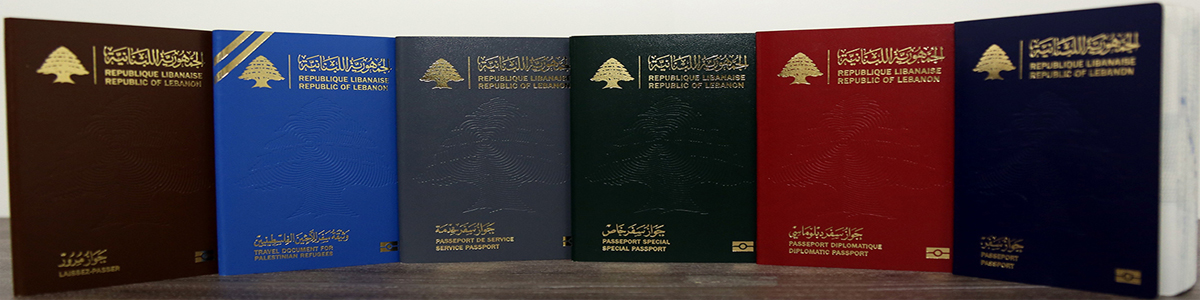 الجمهورية اللبنانية
REPUBLIQUE LIBANAISE
REPUBLIC OF LEBANON
جواز مرور
LAISSEZ-PASSER
الجمهورية اللبنانية
REPUBLIQUE LIBANAISE
REPUBLIC OF LEBANON
وثيقة سفر للاجئين الفلسطينيين
TRAVEL DOCUMENT FOR
PALESTINIAN REFUGEES
الجمهورية اللبنانية
REPUBLIQUE LIBANAISE
REPUBLIC OF LEBANON
جواز سفر خدمة
PASSEPORT DE SERVICE
SERVICE PASSPORT
الجمهورية اللبنانية
REPUBLIQUE LIBANAISE
REPUBLIC OF LEBANON
جواز سفر خاص
PASSEPORT SPECIAL
SPECIAL PASSPORT
الجمهورية اللبنانية
REPUBLIQUE LIBANAISE
REPUBLIC OF LEBANON
جواز سفر دبلوماسي
PASSEPORT DIPLOMATIQUE
DIPLOMATIC PASSPORT
الجمهورية اللبنانية
REPUBLIQUE LIBANAISE
REPUBLIC OF LEBANON
جواز سفر
PASSEPORT
PASSPORT